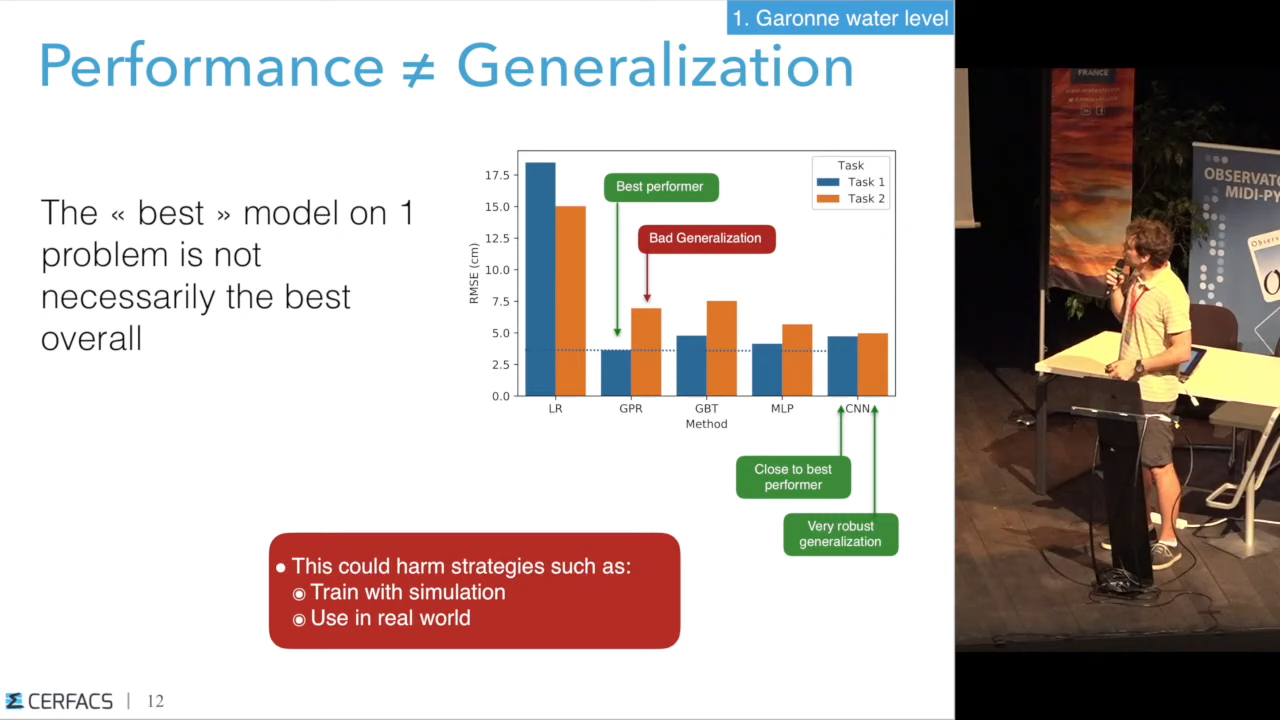 1. Garonne water level
Performance ≠ Generalization
The « best » model on 1
problem is not
necessarily the best
overall
17.5
15.0
12.5
10.0
7.5
5.0
2.5
0.0
RMSE (cm)
Task
Task 1
Task 2
Best performer
Bad Generalization
LR
GPR
GBT
MLP
CNN
Method
Close to best
performer
Very robust
generalization
• This could harm strategies such as:
◉ Train with simulation
◉ Use in real world
CERFACS | 12
FRANCE